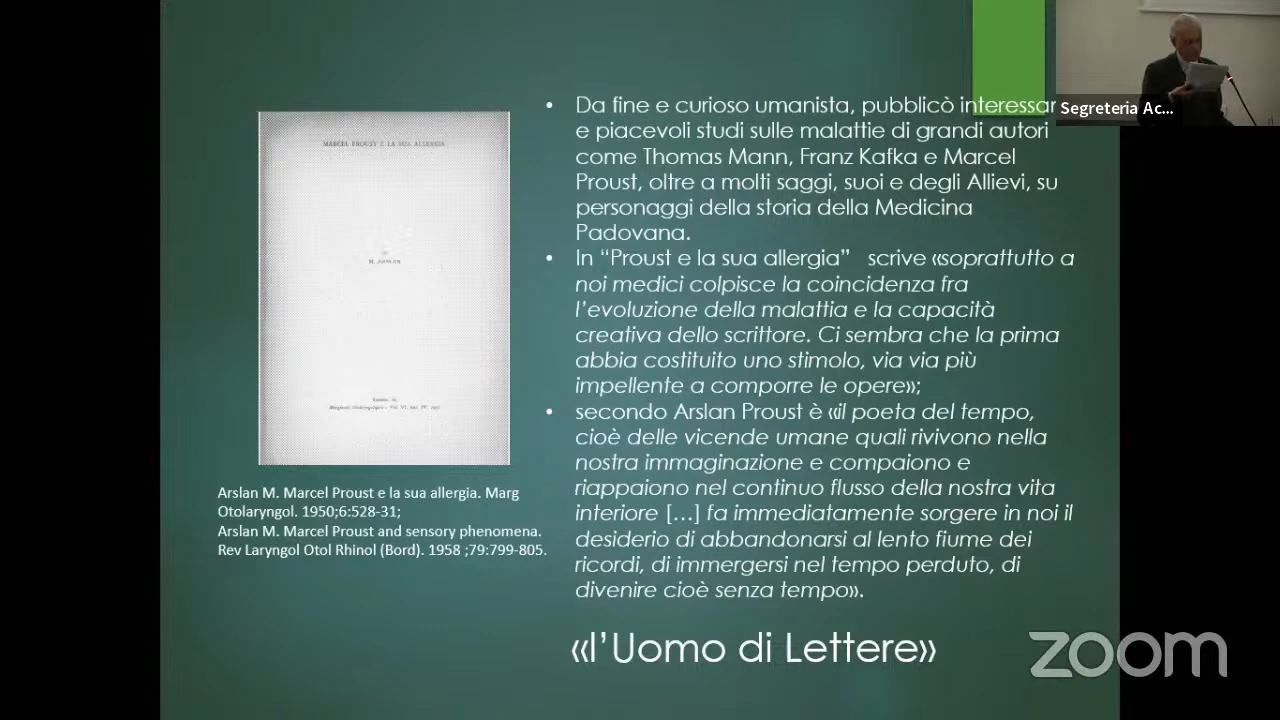 Segreteria Ac...
MARCEL PROUST E LA SUA ALLERGIA
M. ARSLAN
Arslan M. Marcel Proust e la sua allergia. Marg
Otolaryngol. 1950;6:528-31;
Arslan M. Marcel Proust and sensory phenomena.
Rev Laryngol Otol Rhinol (Bord). 1958 ;79:799-805.
• Da fine e curioso umanista, pubblicò interessan
e piacevoli studi sulle malattie di grandi autori
come Thomas Mann, Franz Kafka e Marcel
Proust, oltre a molti saggi, suoi e degli Allievi, su
personaggi della storia della Medicina
Padovana.
• In “Proust e la sua allergia” scrive «soprattutto a
noi medici colpisce la coincidenza fra
l’evoluzione della malattia e la capacità
creativa dello scrittore. Ci sembra che la prima
abbia costituito uno stimolo, via via più
impellente a comporre le opere»;
• secondo Arslan Proust è «il poeta del tempo,
cioè delle vicende umane quali rivivono nella
nostra immaginazione e compaiono e
riappaiono nel continuo flusso della nostra vita
interiore […] fa immediatamente sorgere in noi il
desiderio di abbandonarsi al lento fiume dei
ricordi, di immergersi nel tempo perduto, di
divenire cioè senza tempo».
«l’Uomo di Lettere»
zoom